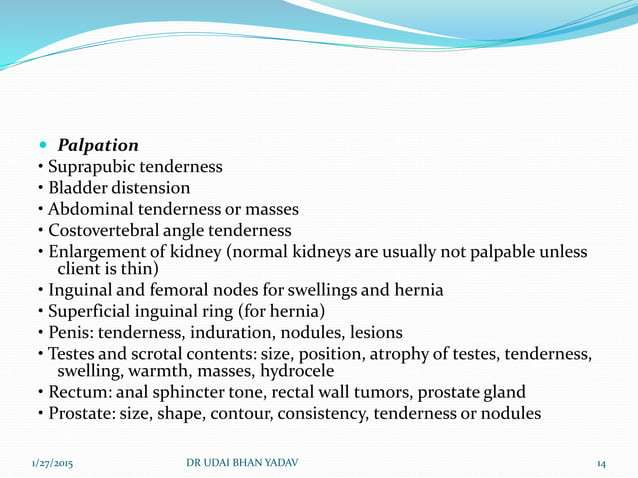 Palpation
• Suprapubic tenderness
• Bladder distension
• Abdominal tenderness or masses
• Costovertebral angle tenderness
• Enlargement of kidney (normal kidneys are usually not palpable unless
client is thin)
• Inguinal and femoral nodes for swellings and hernia
• Superficial inguinal ring (for hernia)
• Penis: tenderness, induration, nodules, lesions
• Testes and scrotal contents: size, position, atrophy of testes, tenderness,
swelling, warmth, masses, hydrocele
• Rectum: anal sphincter tone, rectal wall tumors, prostate gland
• Prostate: size, shape, contour, consistency, tenderness or nodules
1/27/2015 DR UDAI BHAN YADAV 14